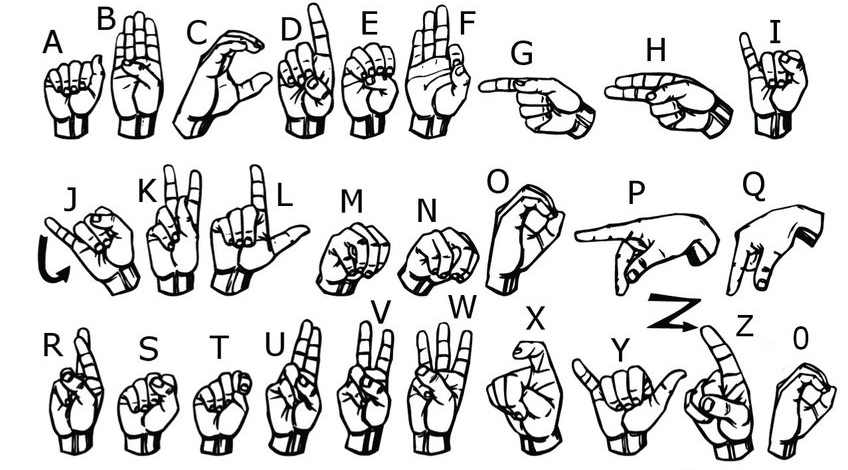 A B C D E F G H I
J K L M N O P Q
R S T U V W X Y Z 0